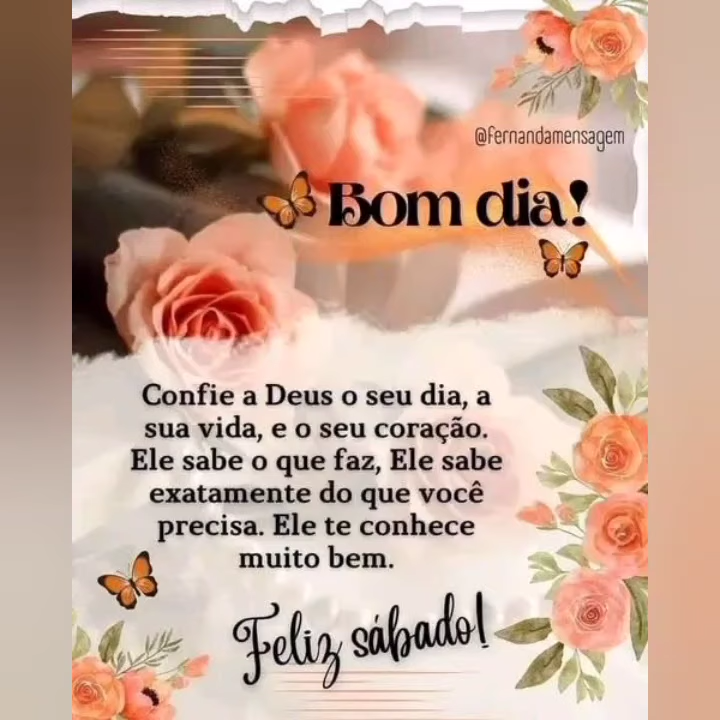 @fernandamensagem
Bom dia!
Confie a Deus o seu dia, a
sua vida, e o seu coração.
Ele sabe o que faz, Ele sabe
exatamente do que você
precisa. Ele te conhece
muito bem.
Feliz sábado!